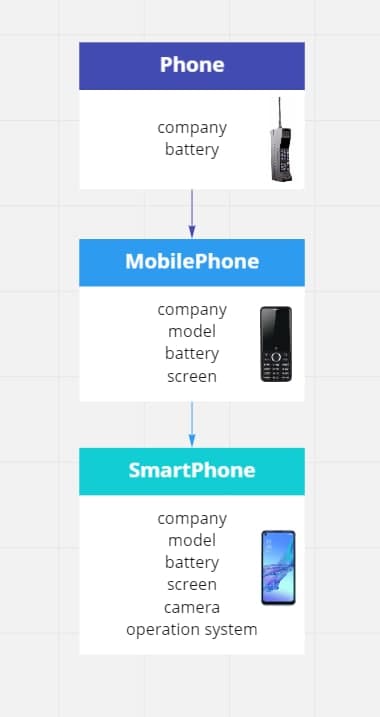 Phone
company
battery
MobilePhone
company
model
battery
screen
SmartPhone
company
model
battery
screen
camera
operation system